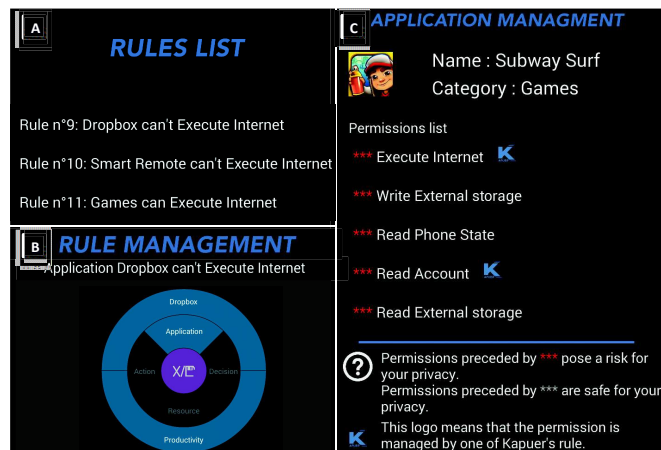 A
RULES LIST
Rule n°9: Dropbox can't Execute Internet
Rule n°10: Smart Remote can't Execute Internet
Rule n°11: Games can Execute Internet
B
RULE MANAGEMENT
Application Dropbox can't Execute Internet
Dropbox
Application
Action
Decision
Resource
Productivity
C
APPLICATION MANAGMENT
Name : Subway Surf
Category : Games
Permissions list
*** Execute Internet K
*** Write External storage
*** Read Phone State
*** Read Account K
*** Read External storage
? Permissions preceded by *** pose a risk for
your privacy.
Permissions preceded by *** are safe for your
privacy.
K This logo means that the permission is
managed by one of Kapuer's rule.